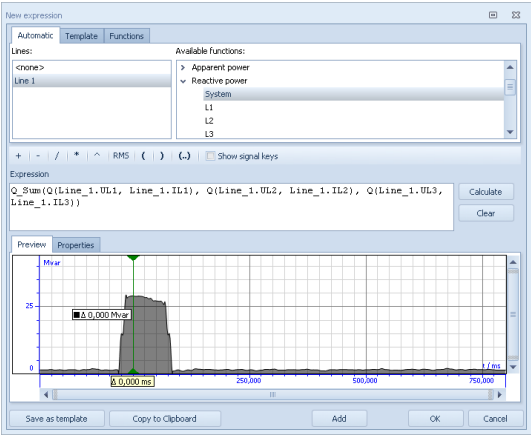 New expression
Automatic Template Functions
Lines: Available functions:
<none> Apparent power
Line 1 Reactive power
System
L1
L2
L3
+ - / * ^ RMS ( ) (..) Show signal keys
Expression
Q_Sum(Q(Line_1.UL1, Line_1.IL1), Q(Line_1.UL2, Line_1.IL2), Q(Line_1.UL3, Calculate
Line_1.IL3)) Clear
Preview Properties
Mvar
25
Δ 0,000 Mvar
0 t / ms
Δ 0,000 ms 250,000 500,000 750,000
Save as template Copy to Clipboard Add OK Cancel